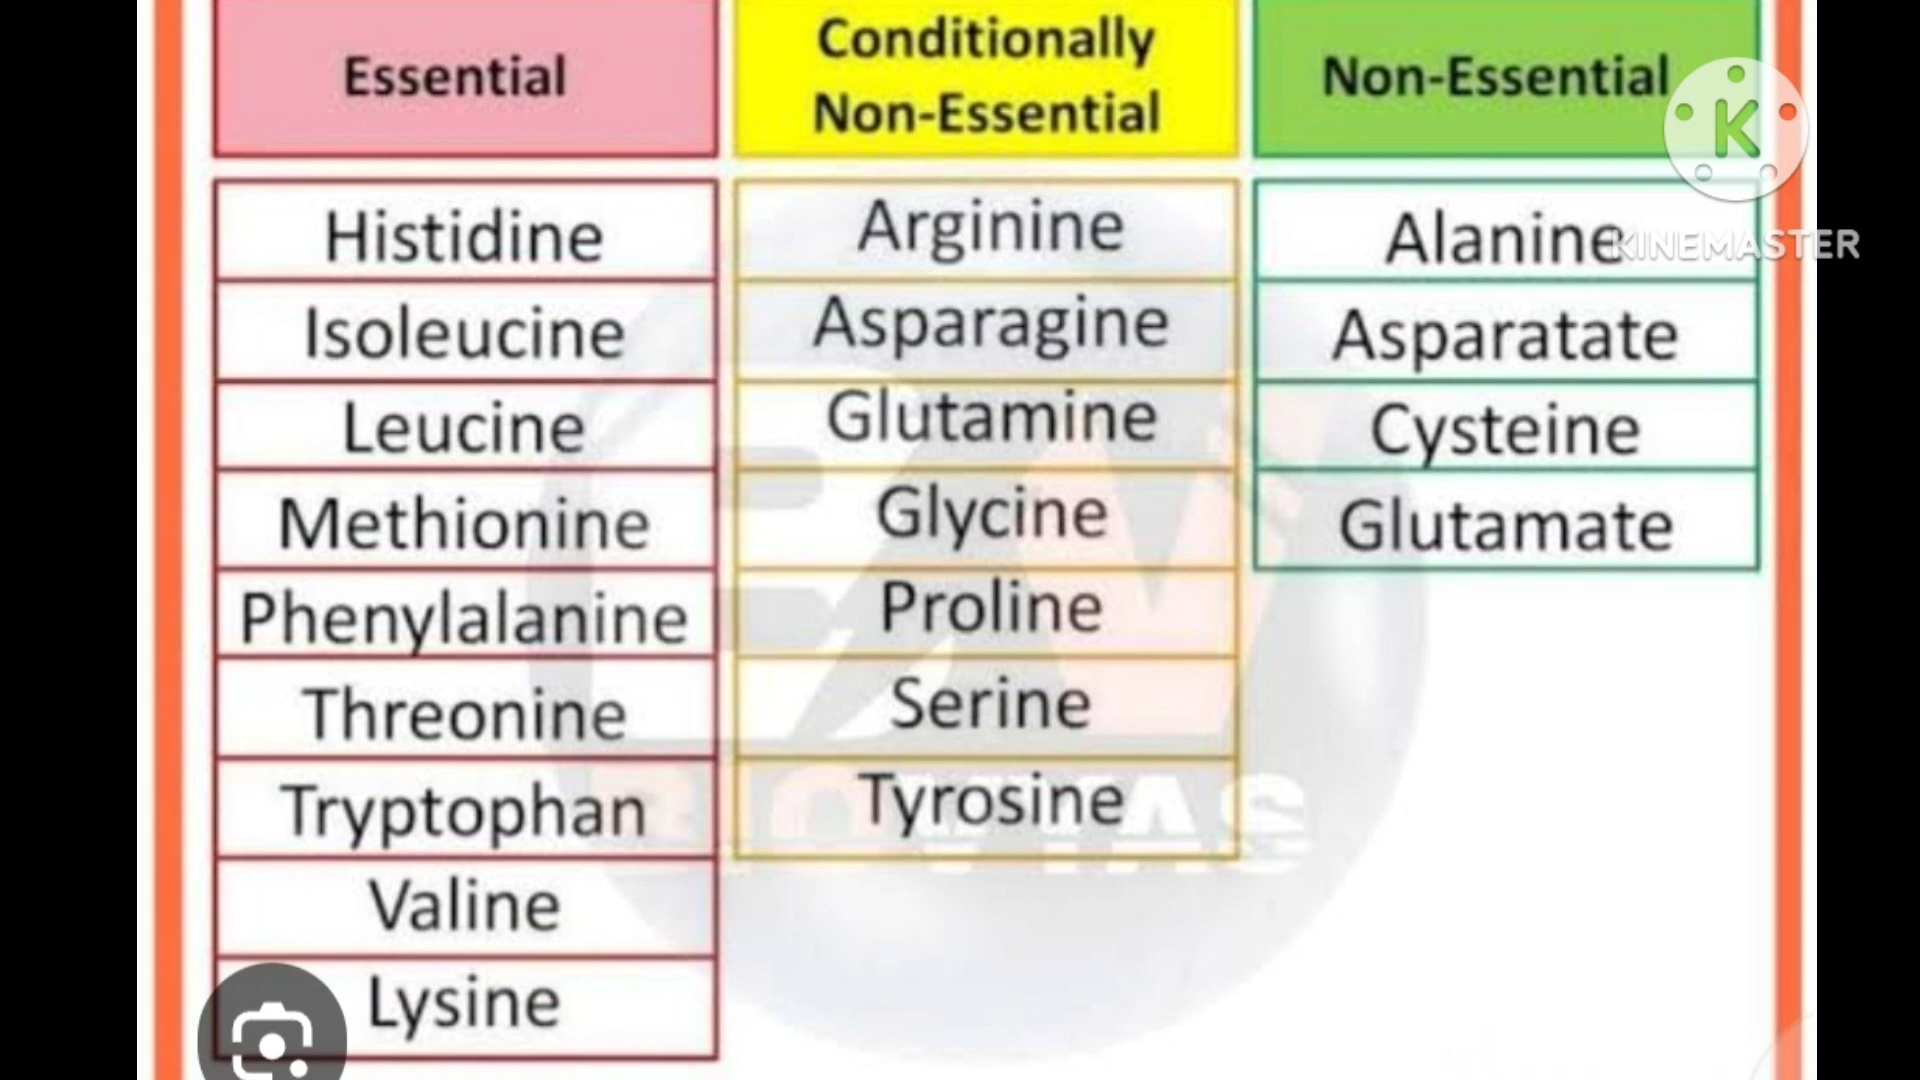 Essential
Conditionally
Non-Essential
Non-Essential
Histidine
Isoleucine
Leucine
Methionine
Phenylalanine
Threonine
Tryptophan
Valine
Lysine
Arginine
Asparagine
Glutamine
Glycine
Proline
Serine
Tyrosine
Alanine
Asparatate
Cysteine
Glutamate
K
KINEMASTER